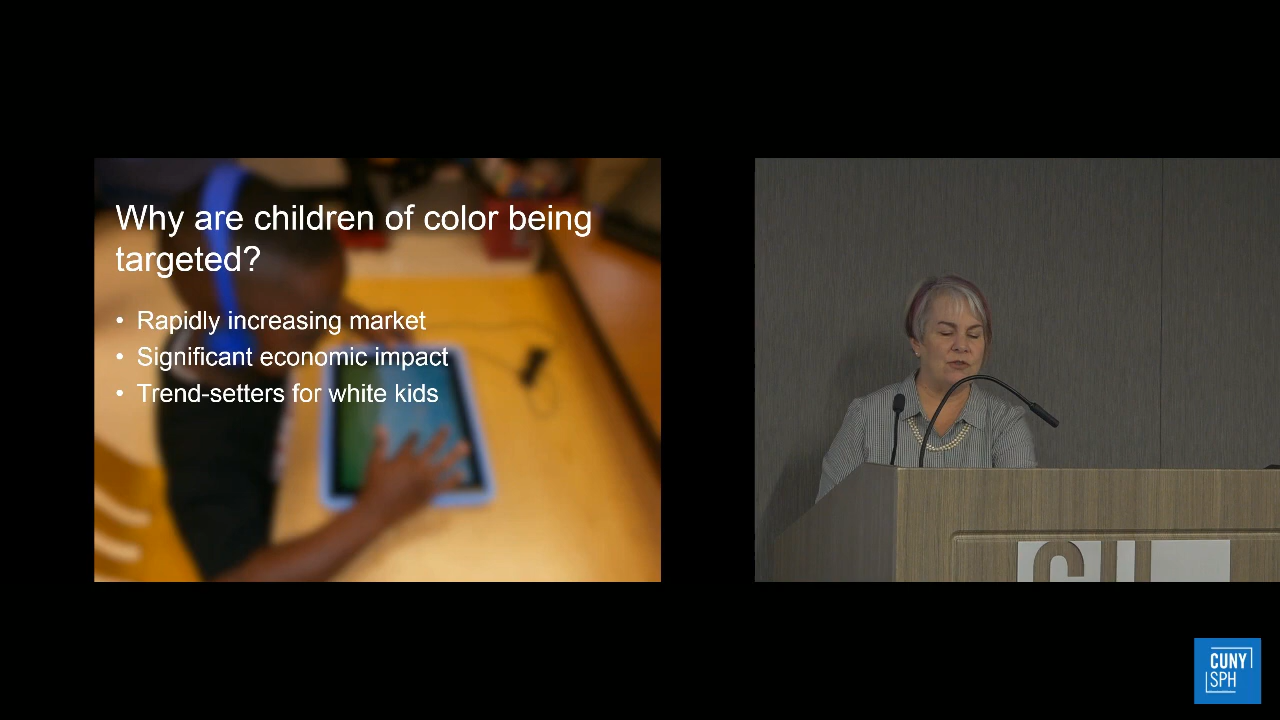 Why are children of color being
targeted?
• Rapidly increasing market
• Significant economic impact
• Trend-setters for white kids
CUNY
SPH